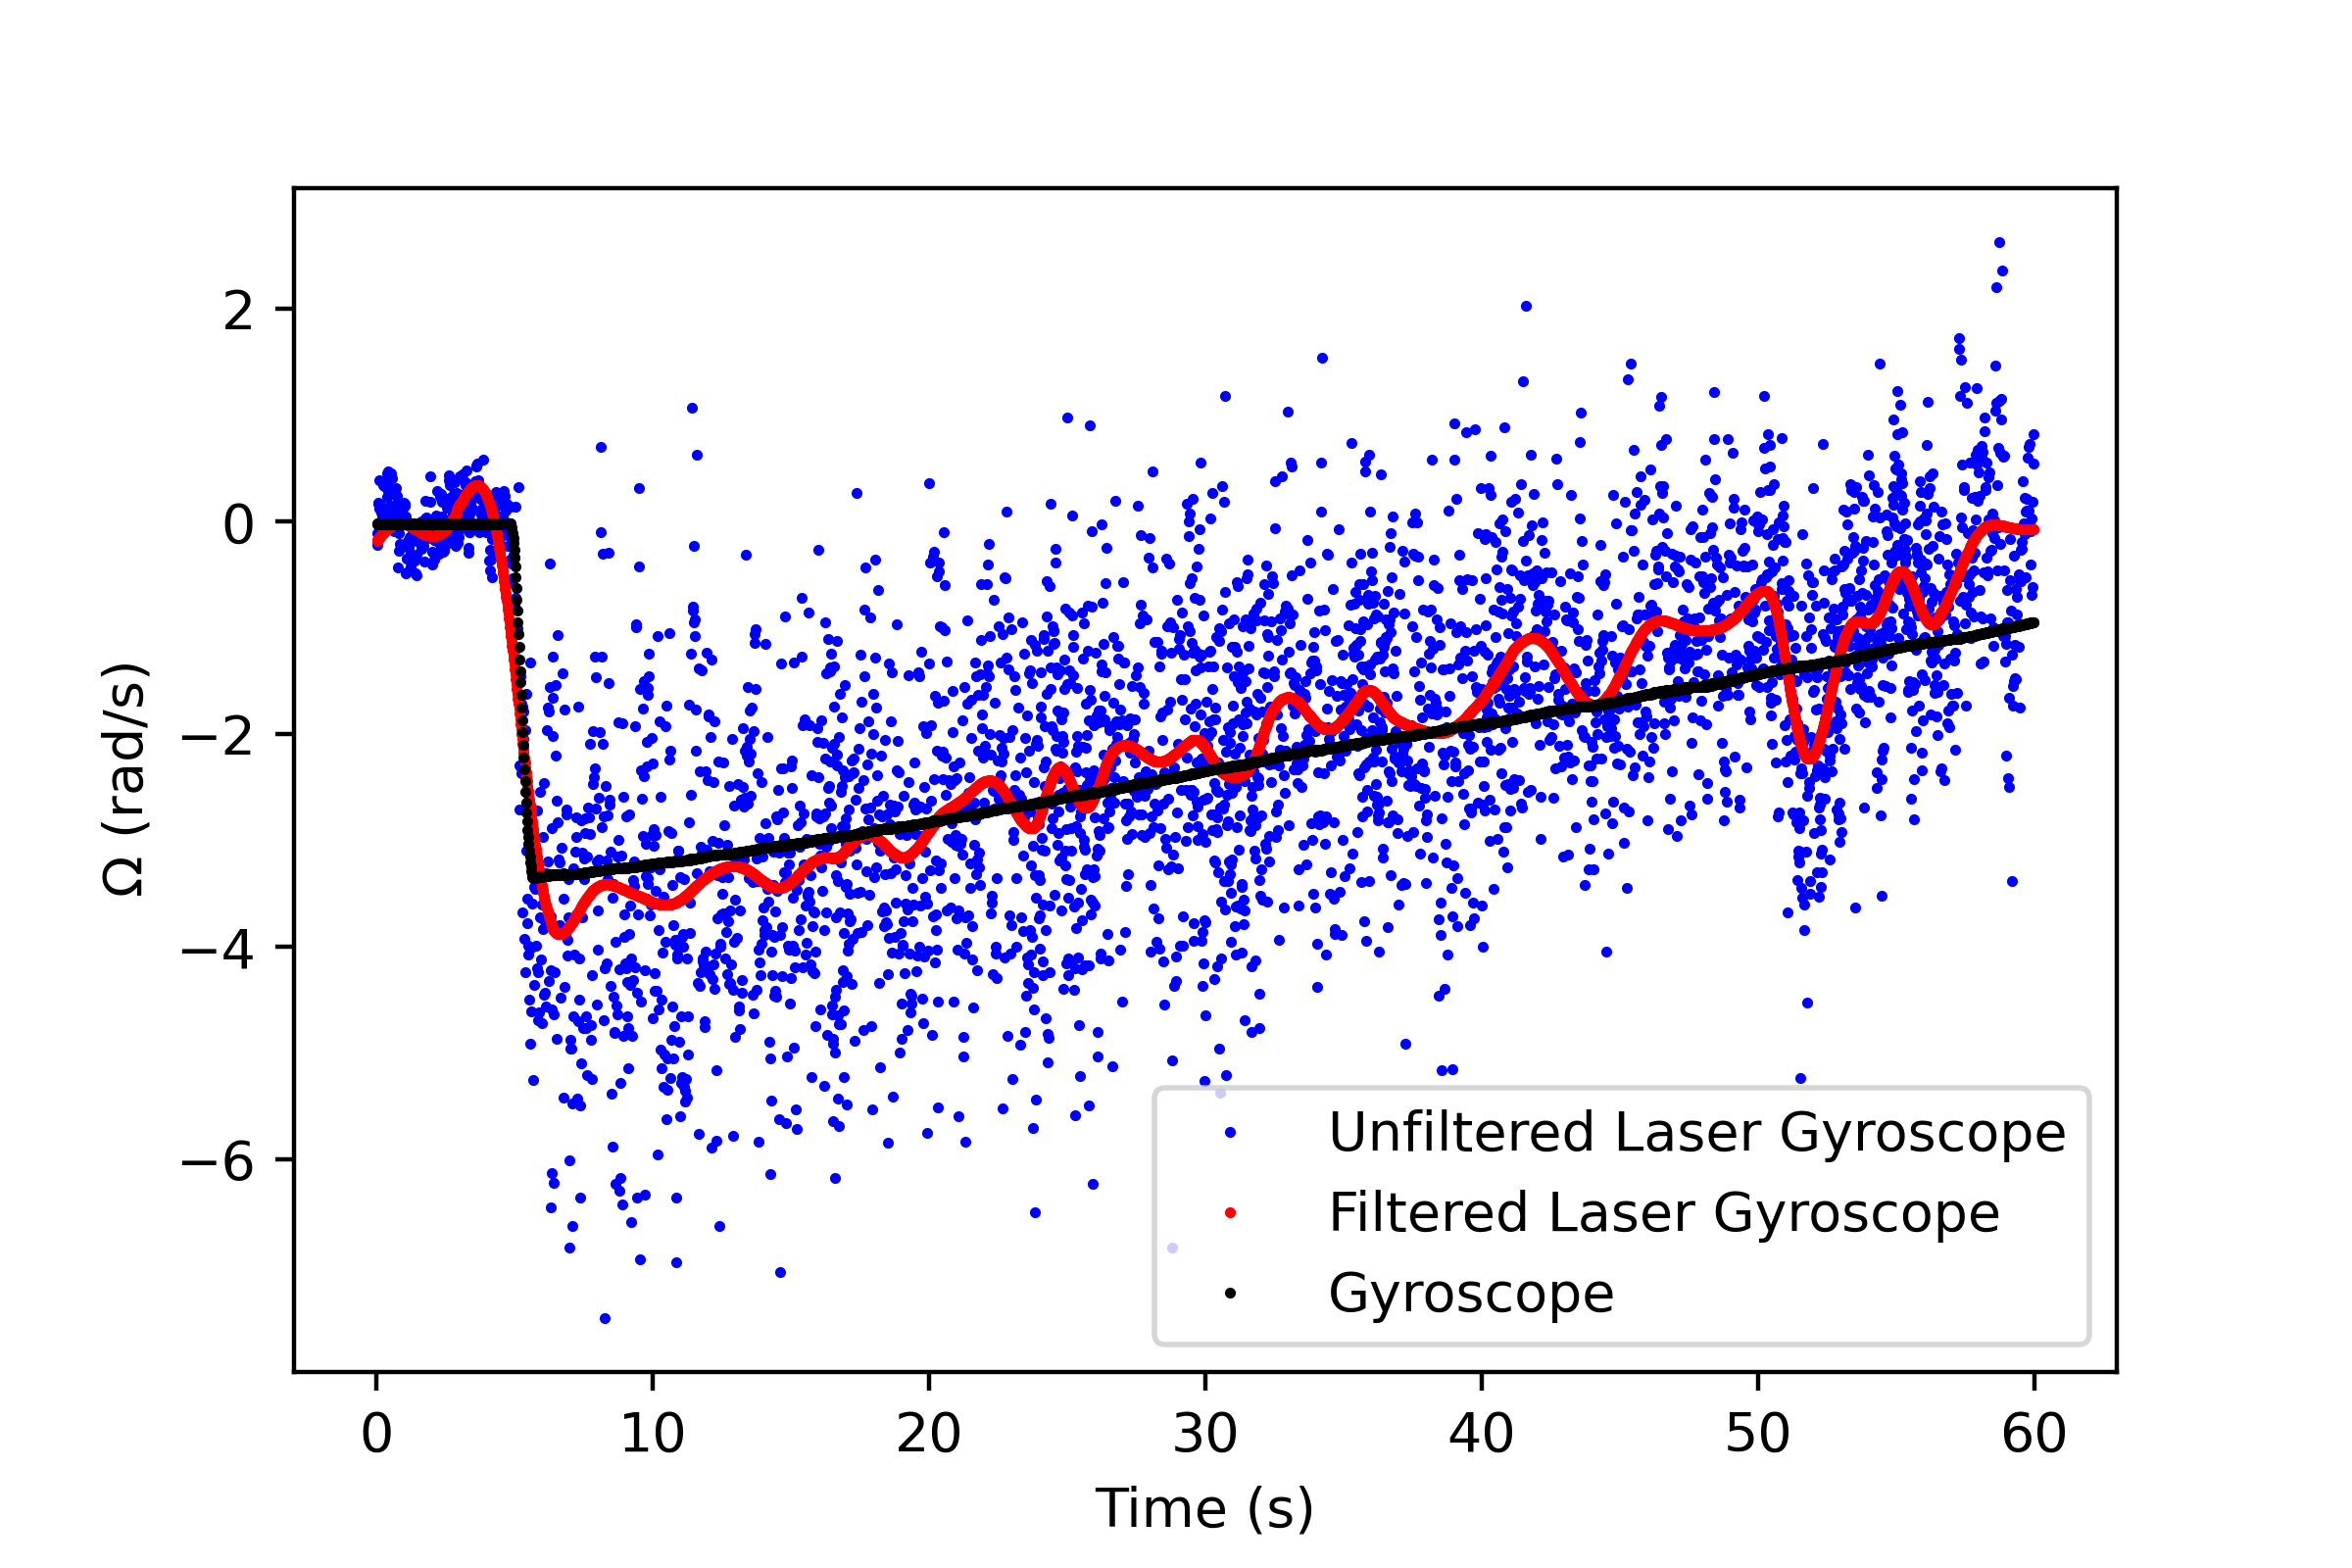 2
0
−2
−4
−6
Ω (rad/s)
Unfiltered Laser Gyroscope
Filtered Laser Gyroscope
Gyroscope
0 10 20 30 40 50 60
Time (s)